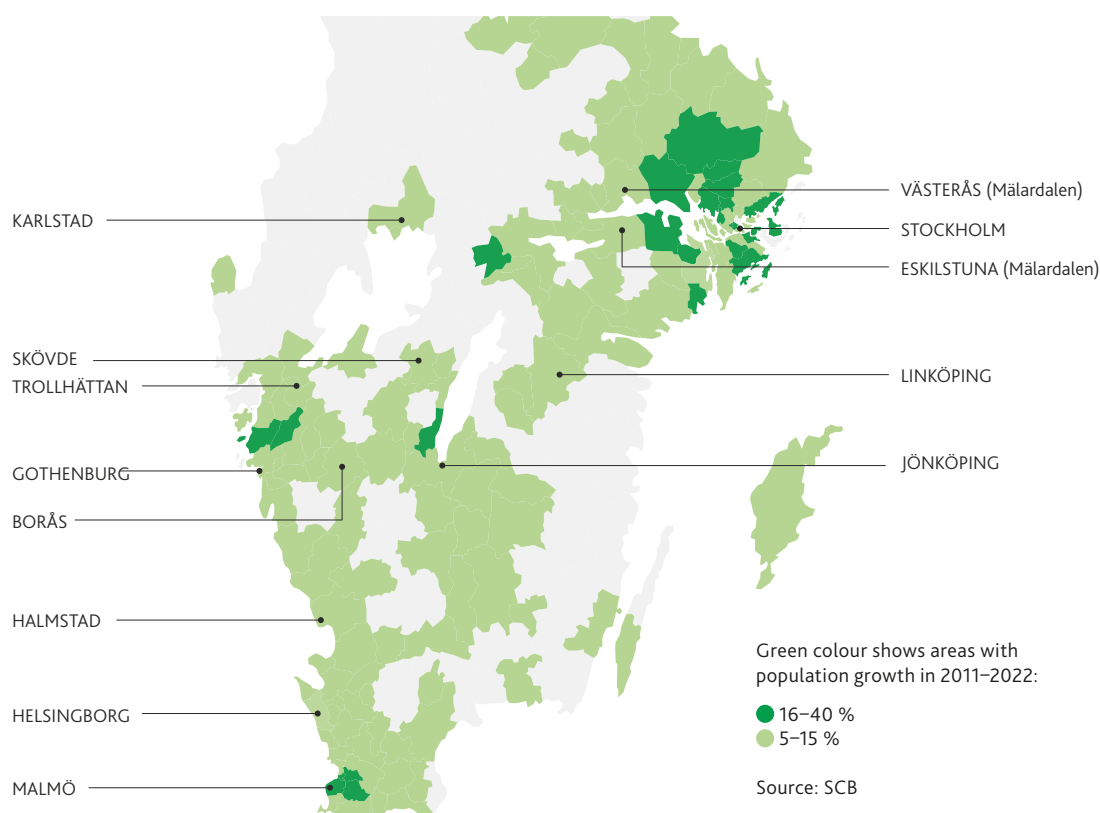 KARLSTAD
SKÖVDE
TROLLHÄTTAN
GOTHENBURG
BORÅS
HALMSTAD
HELSINGBORG
MALMÖ
VÄSTERÅS (Mälardalen)
STOCKHOLM
ESKILSTUNA (Mälardalen)
LINKÖPING
JÖNKÖPING
Green colour shows areas with
population growth in 2011–2022:
16–40 %
5–15 %
Source: SCB